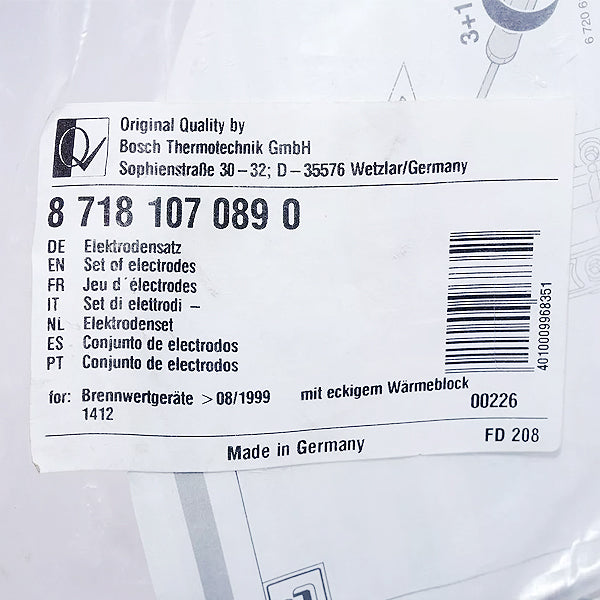 3+1
6 720 6
Original Quality by
Bosch Thermotechnik GmbH
Sophienstraße 30-32; D-35576 Wetzlar/Germany
8 718 107 089 0
DE Elektrodensatz
EN Set of electrodes
FR Jeu d´électrodes
IT Set di elettrodi –
NL Elektrodenset
ES Conjunto de electrodos
PT Conjunto de electrodos
4010009968351
for: Brennwertgeräte >08/1999 mit eckigem Wärmeblock
1412 00226
Made in Germany FD 208